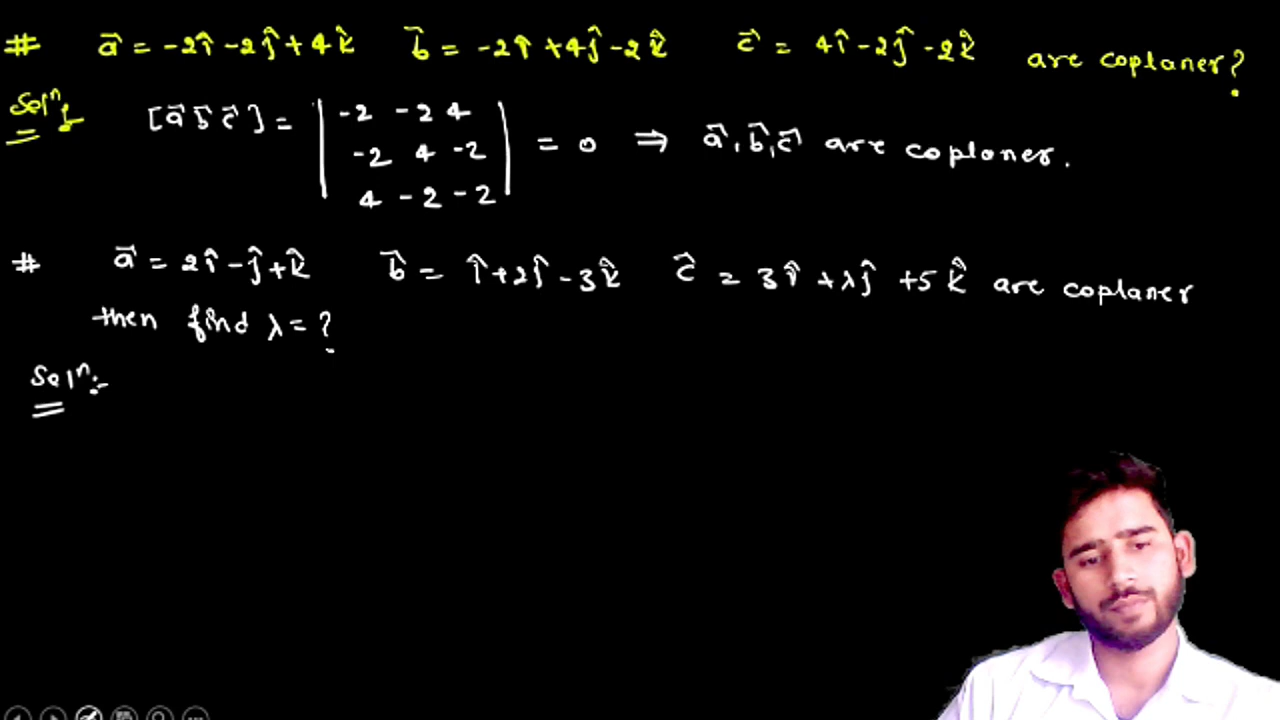 # a⃗ = -2î -2ĵ + 4k̂ b⃗ = -2î + 4ĵ - 2k̂ c⃗ = 4î - 2ĵ - 2k̂ are coplaner?
Solⁿ:
[a⃗ b⃗ c⃗] = | -2 -2 4 | = 0 ⇒ a⃗, b⃗, c⃗ are coplaner.
| -2 4 -2 |
| 4 -2 -2 |
# a⃗ = 2î - ĵ + k̂ b⃗ = î + 2ĵ - 3k̂ c⃗ = 3î + λĵ + 5k̂ are coplaner
then find λ = ?
Solⁿ:-